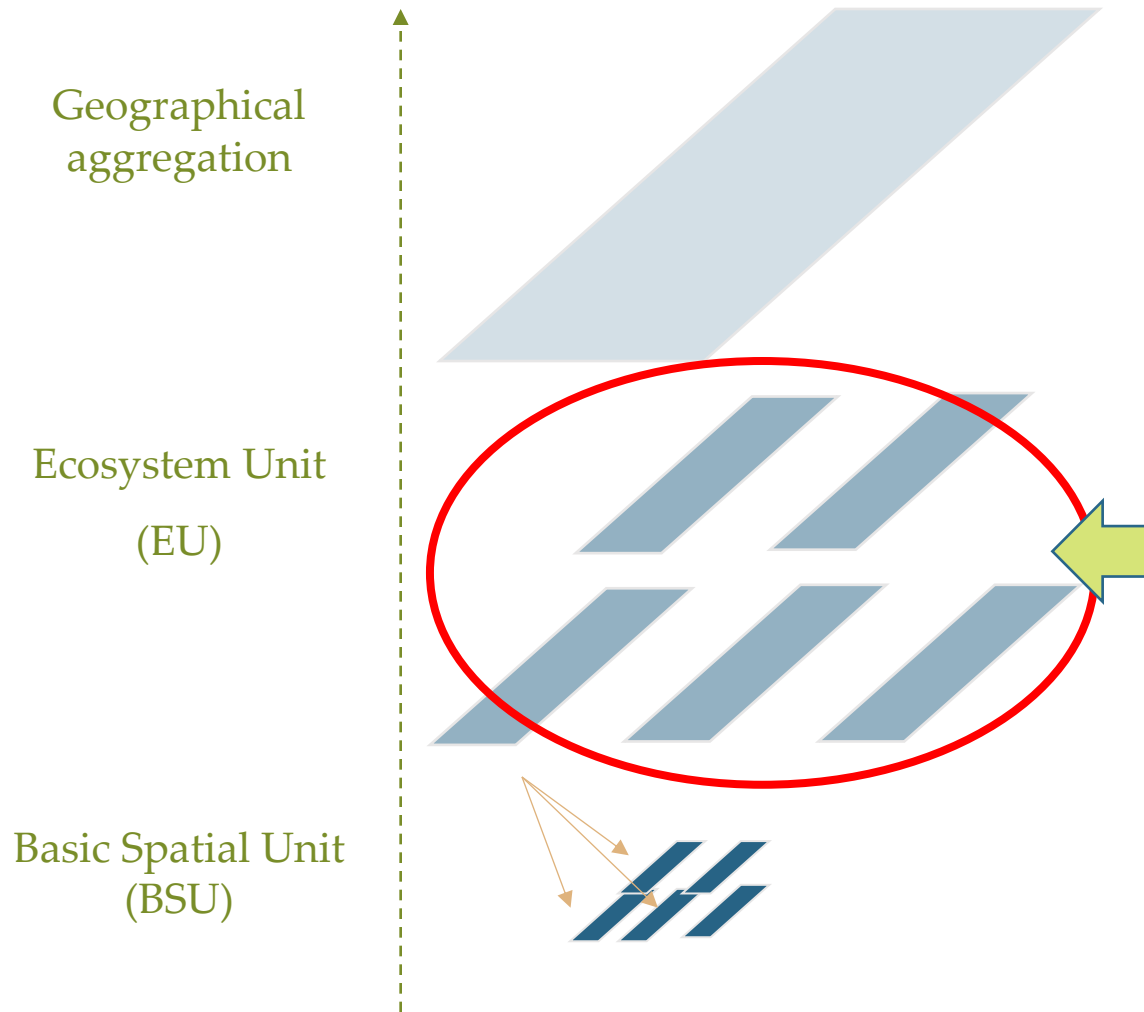 Geographical
aggregation
Ecosystem Unit
(EU)
Basic Spatial Unit
(BSU)